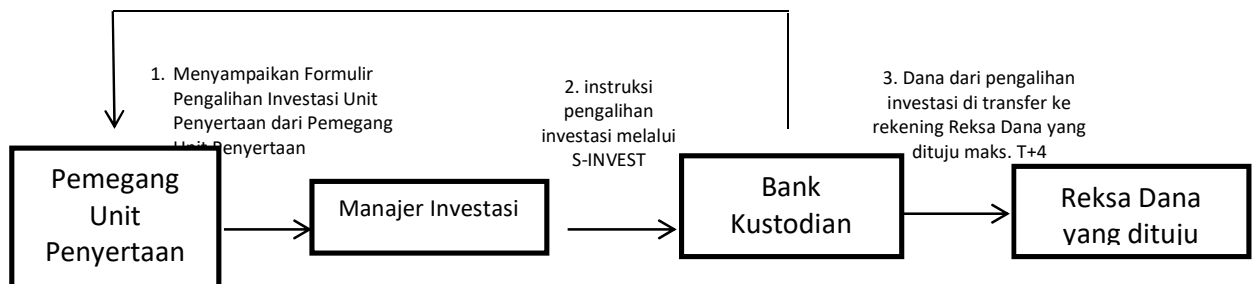 1. Menyampaikan Formulir
Pengalihan Investasi Unit
Penyertaan dari Pemegang
Unit Penyertaan
2. instruksi
pengalihan
investasi melalui
S-INVEST
3. Dana dari pengalihan
investasi di transfer ke
rekening Reksa Dana yang
dituju maks. T+4
Pemegang
Unit
Penyertaan
Manajer Investasi
Bank
Kustodian
Reksa Dana
yang dituju